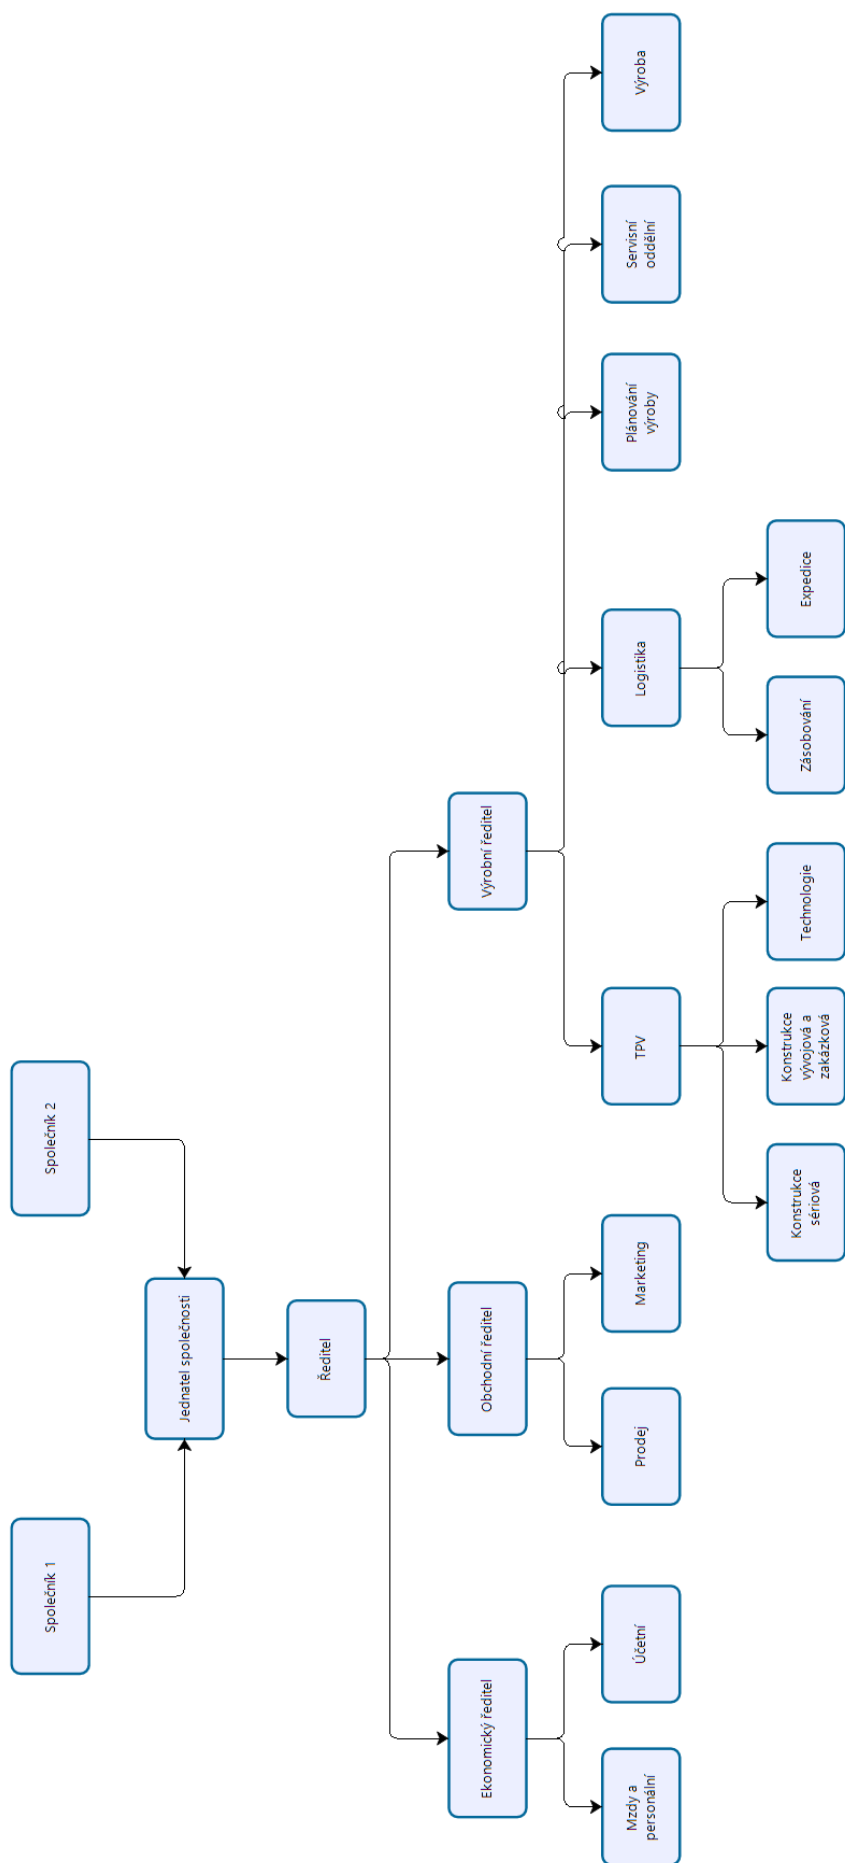 Společník 1
Společník 2
Jednatel společnosti
Ředitel
Ekonomický ředitel
Obchodní ředitel
Výrobní ředitel
Mzdy a
personální
Účetní
Prodej
Marketing
TPV
Logistika
Plánování
výroby
Servisní
oddělní
Výroba
Konstrukce
sériová
Konstrukce
vývojová a
zakázková
Technologie
Zásobování
Expedice